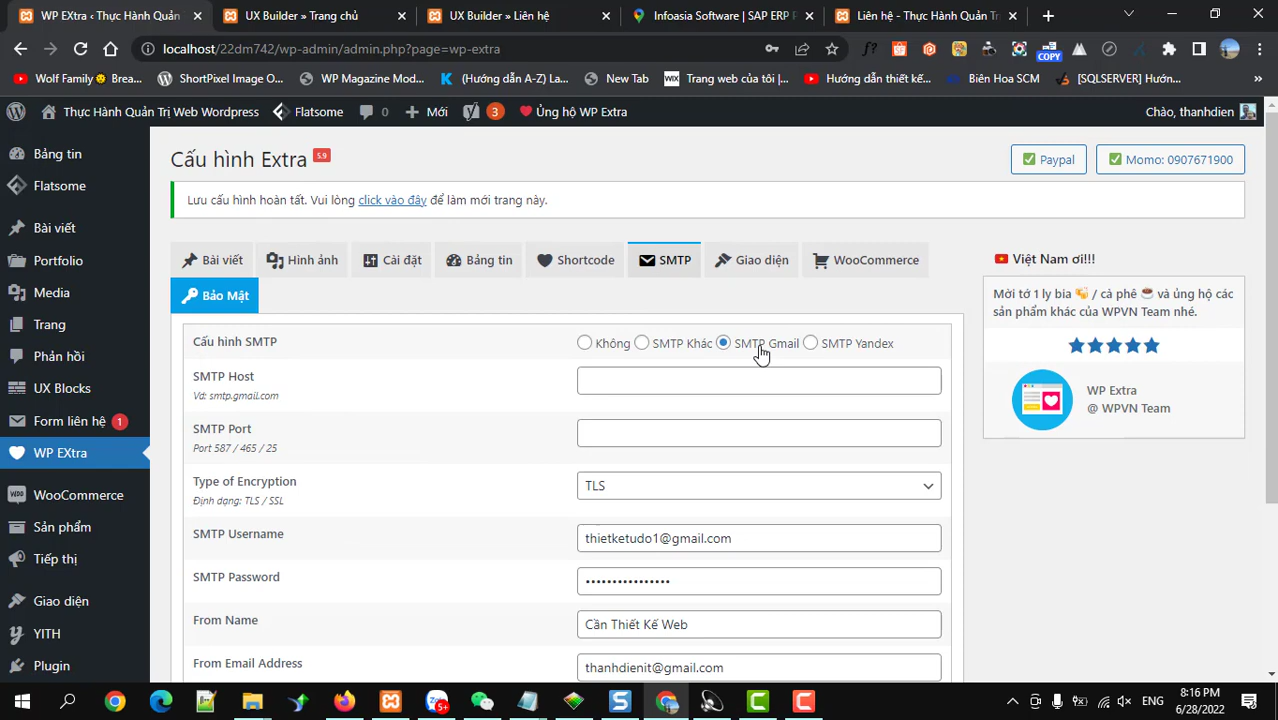 WP EXtra ‹ Thực Hành Quản Trị
UX Builder » Trang chủ
UX Builder » Liên hệ
Infoasia Software | SAP ERP P
Liên hệ - Thực Hành Quản Tr
localhost/22dm742/wp-admin/admin.php?page=wp-extra
COPY
Wolf Family Brea...
ShortPixel Image O...
WP Magazine Mod...
(Hướng dẫn A-Z) La...
New Tab
WIX
Trang web của tôi |...
Hướng dẫn thiết kế...
Biên Hoa SCM
[SQLSERVER] Hướn...
Thực Hành Quản Trị Web Wordpress
Flatsome
0
Mới
3
Ủng hộ WP Extra
Chào, thanhdien
Bảng tin
Flatsome
Bài viết
Portfolio
Media
Trang
Phản hồi
UX Blocks
Form liên hệ 1
WP EXtra
WooCommerce
Sản phẩm
Tiếp thị
Giao diện
YITH
Plugin
Cấu hình Extra 5.9
Paypal
Momo: 0907671900
Lưu cấu hình hoàn tất. Vui lòng click vào đây để làm mới trang này.
Bài viết
Hình ảnh
Cài đặt
Bảng tin
Shortcode
SMTP
Giao diện
WooCommerce
Bảo Mật
Cấu hình SMTP
Không
SMTP Khác
SMTP Gmail
SMTP Yandex
SMTP Host
Vd: smtp.gmail.com
SMTP Port
Port 587 / 465 / 25
Type of Encryption
Định dạng: TLS / SSL
TLS
SMTP Username
thietketudo1@gmail.com
SMTP Password
••••••••••••••••
From Name
Cần Thiết Kế Web
From Email Address
thanhdienit@gmail.com
Việt Nam ơi!!!
Mời tớ 1 ly bia 🍻 / cà phê ☕ và ủng hộ các
sản phẩm khác của WPVN Team nhé.
WP Extra
@ WPVN Team
5+
ENG
8:16 PM
6/28/2022